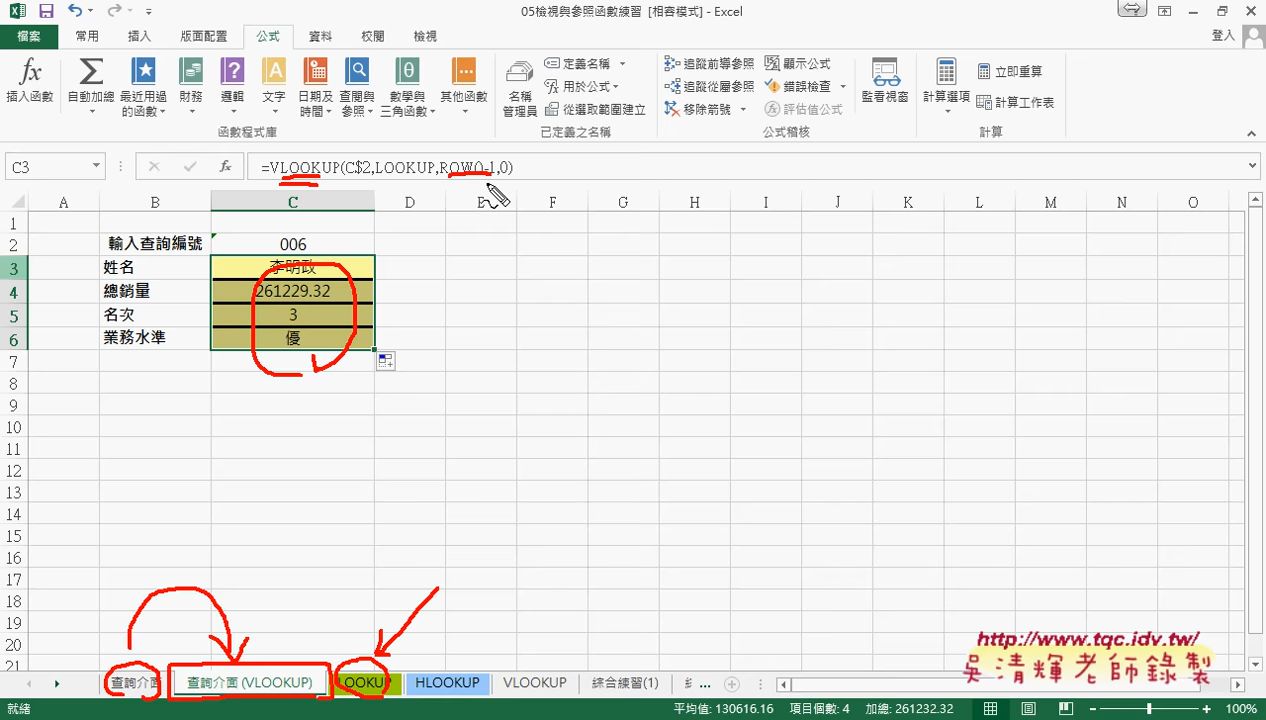 05檢視與參照函數練習 [相容模式] - Excel
檔案 常用 插入 版面配置 公式 資料 校閱 檢視 登入
插入函數 自動加總 最近用過的函數 財務 邏輯 文字 日期及時間 查閱與參照 數學與三角函數 其他函數 名稱管理員 定義名稱 用於公式 從選取範圍建立 追蹤前導參照 追蹤從屬參照 移除箭號 顯示公式 錯誤檢查 評估值公式 監看視窗 計算選項 立即重算 計算工作表
函數程式庫 已定義之名稱 公式稽核 計算
C3 =VLOOKUP(C$2,LOOKUP,ROW()-1,0)
A B C D E F G H I J K L M N O
1
2 輸入查詢編號 006
3 姓名 李明政
4 總銷量 261229.32
5 名次 3
6 業務水準 優
7
8
9
10
11
12
13
14
15
16
17
18
19
20
21
http://www.tqc.idv.tw/
吳清輝老師錄製
查詢介面 查詢介面 (VLOOKUP) LOOKUP HLOOKUP VLOOKUP 綜合練習(1) ...
就緒 平均值: 130616.16 項目個數: 4 加總: 261232.32 100%